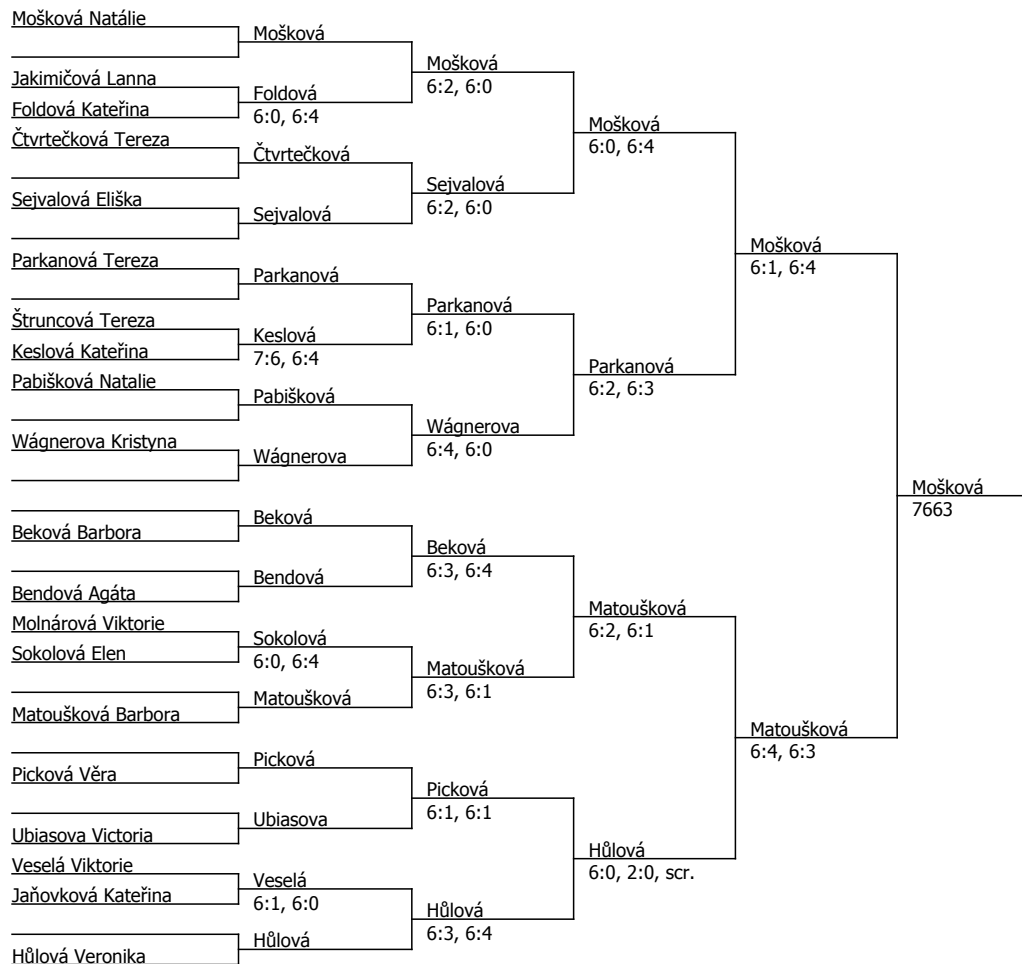 Mošková Natálie
Jakimičová Lanna
Foldová Kateřina
Čtvrtečková Tereza
Sejvalová Eliška
Parkanová Tereza
Štruncová Tereza
Keslová Kateřina
Pabišková Natalie
Wágnerova Kristyna
Beková Barbora
Bendová Agáta
Molnárová Viktorie
Sokolová Elen
Matoušková Barbora
Picková Věra
Ubiasova Victoria
Veselá Viktorie
Jaňovková Kateřina
Hůlová Veronika
Mošková
Foldová
6:0, 6:4
Čtvrtečková
Sejvalová
Parkanová
Keslová
7:6, 6:4
Pabišková
Wágnerova
Beková
Bendová
Sokolová
6:0, 6:4
Matoušková
Picková
Ubiasova
Veselá
6:1, 6:0
Hůlová
Mošková
6:2, 6:0
Sejvalová
6:2, 6:0
Parkanová
6:1, 6:0
Wágnerova
6:4, 6:0
Beková
6:3, 6:4
Matoušková
6:3, 6:1
Picková
6:1, 6:1
Hůlová
6:3, 6:4
Mošková
6:0, 6:4
Parkanová
6:2, 6:3
Matoušková
6:2, 6:1
Hůlová
6:0, 2:0, scr.
Mošková
6:1, 6:4
Matoušková
6:4, 6:3
Mošková
7663